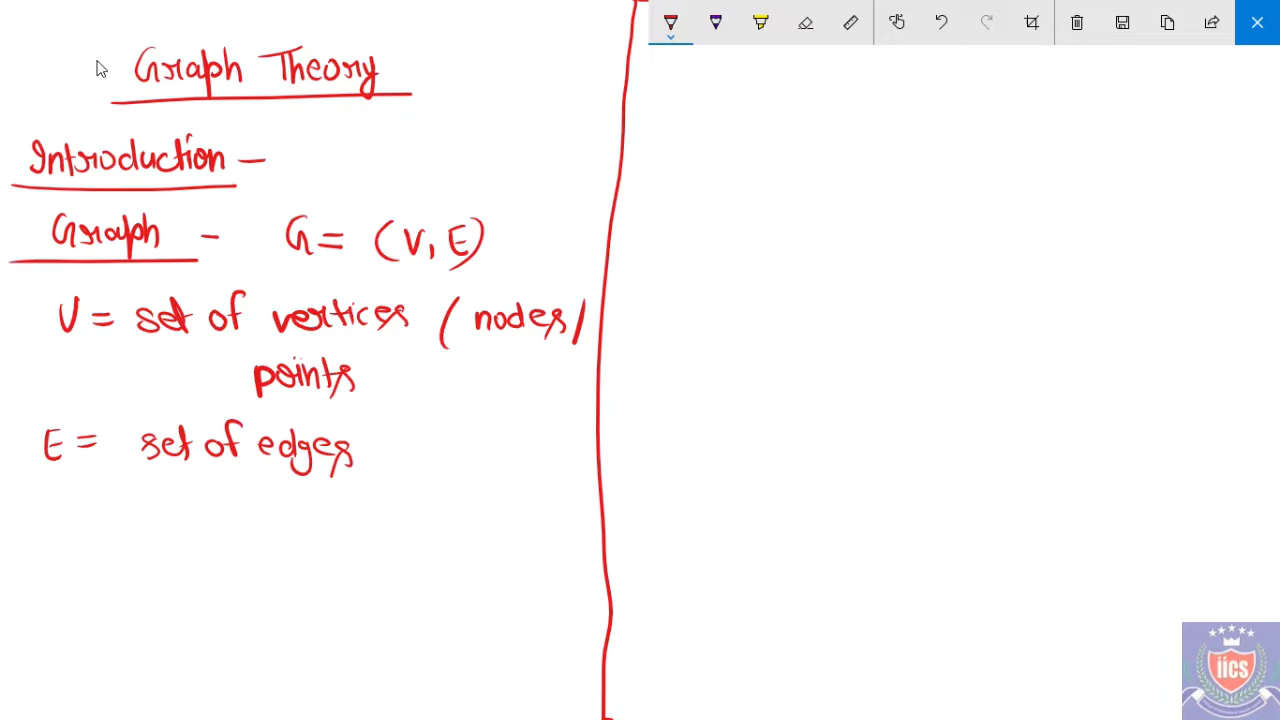 Graph Theory
Introduction -
Graph - G = (V, E)
V = set of vertices (nodes/
points
E = set of edges
iics